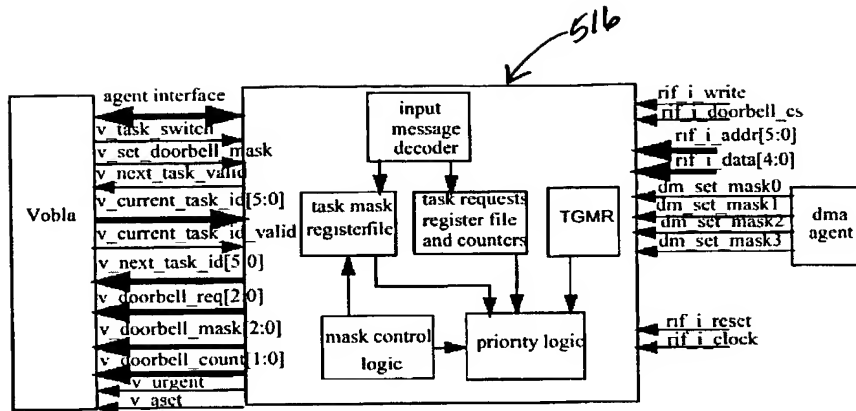 516
agent interface
v_task_switch
v_set_doorbell_mask
v_next_task_valid
v_current_task_id[5:0]
v_current_task_id_valid
v_next_task_id[5:0]
v_doorbell_req[2:0]
v_doorbell_mask[2:0]
v_doorbell_count[1:0]
v_urgent
v_aset
Vobla
input
message
decoder
task mask
registerfile
task requests
register file
and counters
TGMR
mask control
logic
priority logic
rif_i_write
rif_i_doorbell_cs
rif_i_addr[5:0]
rif_i_data[4:0]
dm_set_mask0
dm_set_mask1
dm_set_mask2
dm_set_mask3
dma
agent
rif_i_reset
rif_i_clock